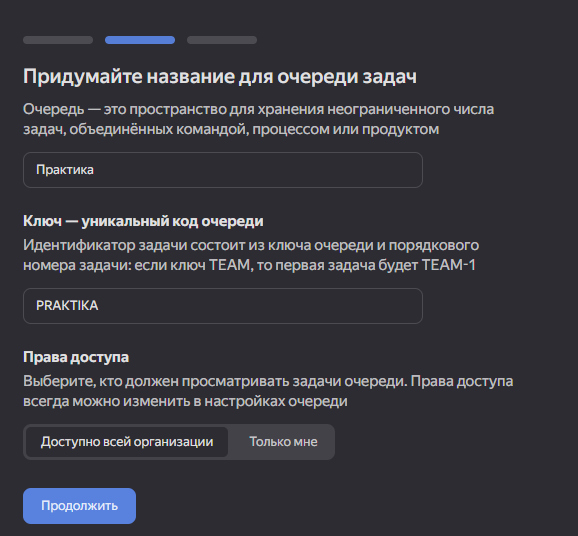 Придумайте название для очереди задач
Очередь — это пространство для хранения неограниченного числа
задач, объединённых командой, процессом или продуктом
Практика
Ключ — уникальный код очереди
Идентификатор задачи состоит из ключа очереди и порядкового
номера задачи: если ключ TEAM, то первая задача будет TEAM-1
PRAKTIKA
Права доступа
Выберите, кто должен просматривать задачи очереди. Права доступа
всегда можно изменить в настройках очереди
Доступно всей организации Только мне
Продолжить